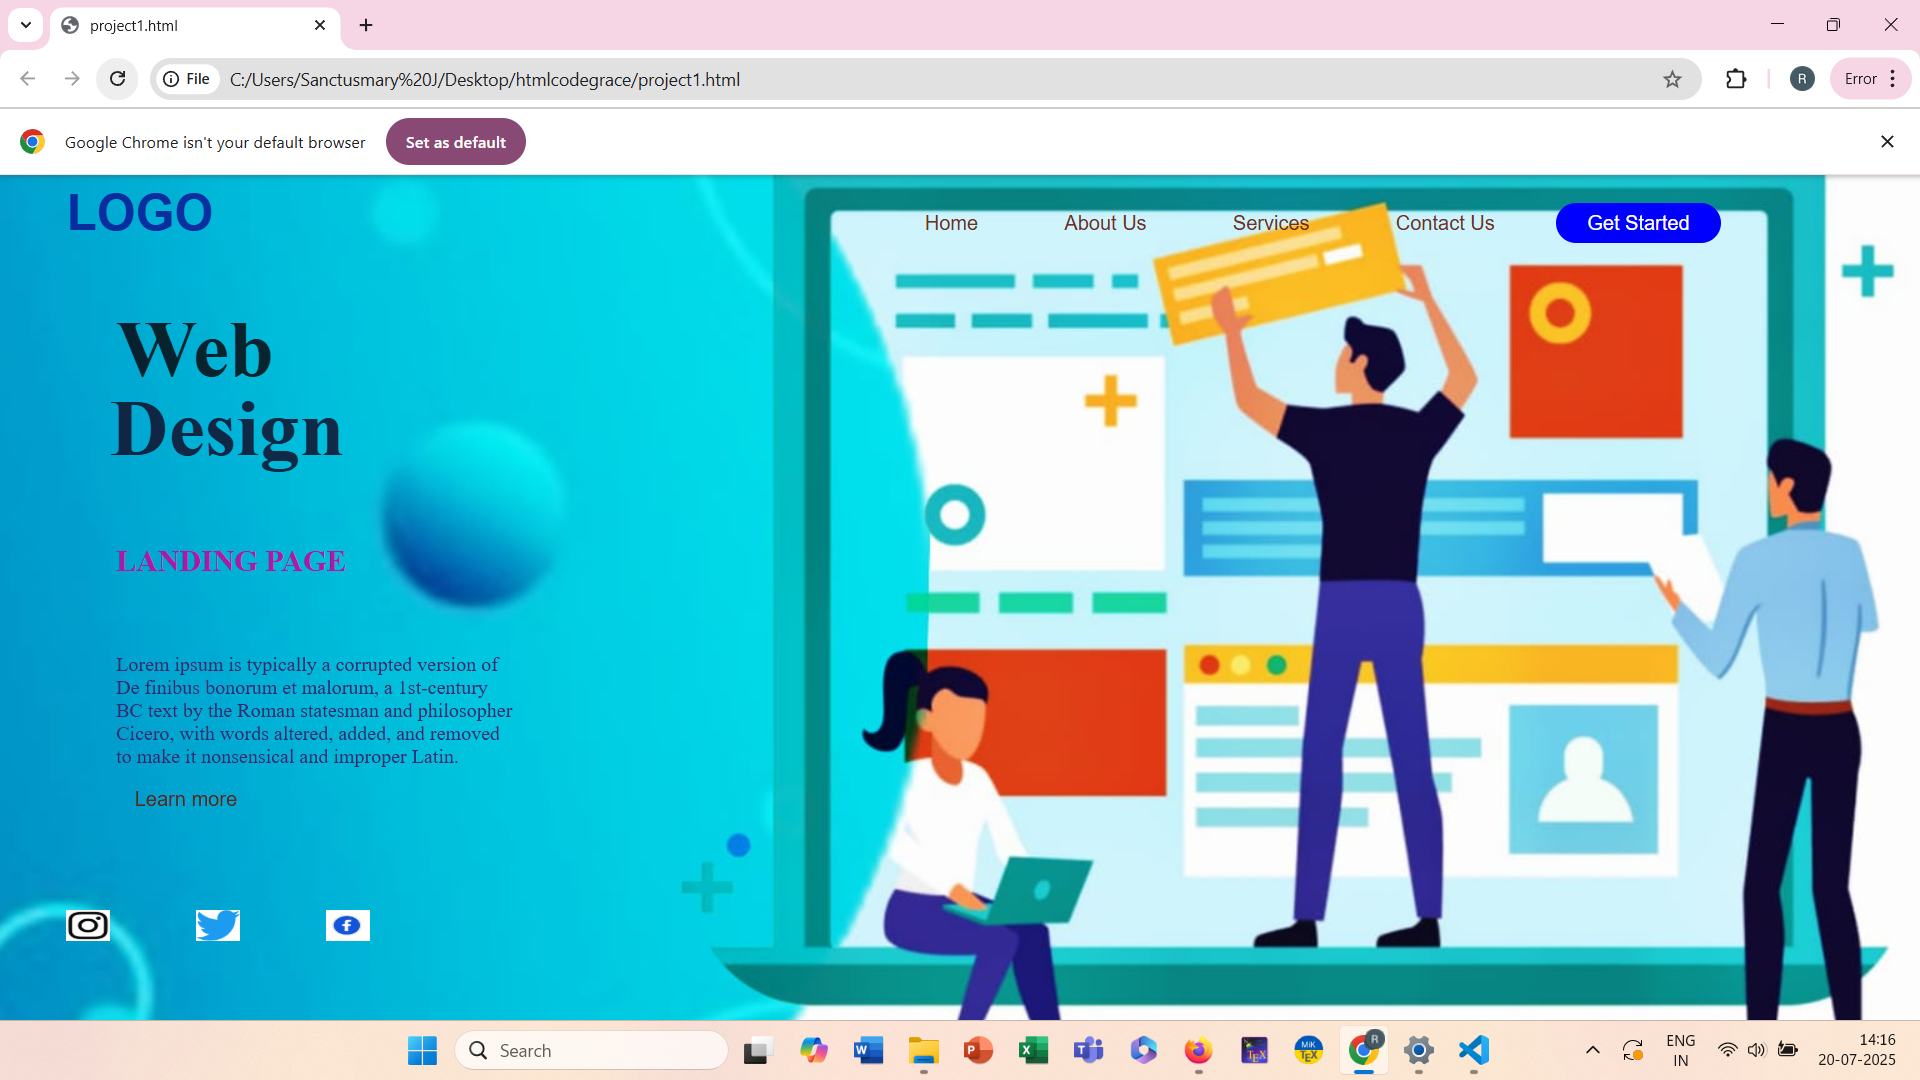 project1.html
File
C:/Users/Sanctusmary%20J/Desktop/htmlcodegrace/project1.html
R
Error
Google Chrome isn't your default browser
Set as default
LOGO
Home
About Us
Services
Contact Us
Get Started
Web
Design
LANDING PAGE
Lorem ipsum is typically a corrupted version of
De finibus bonorum et malorum, a 1st-century
BC text by the Roman statesman and philosopher
Cicero, with words altered, added, and removed
to make it nonsensical and improper Latin.
Learn more
Search
ENG
IN
14:16
20-07-2025